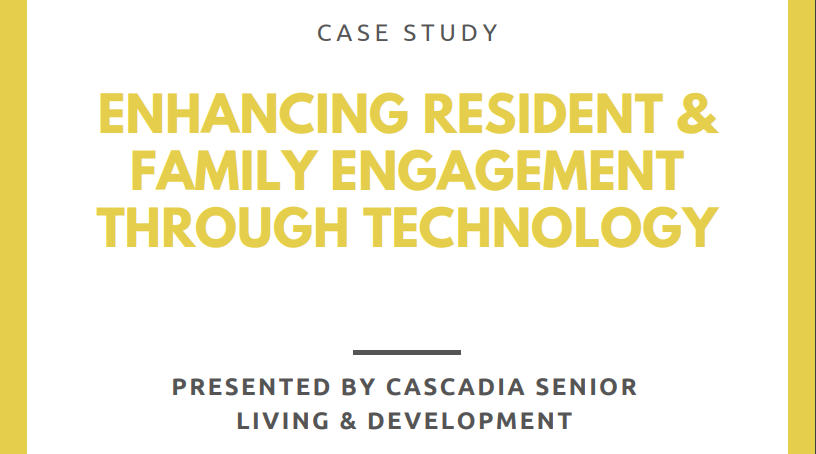 CASE STUDY
ENHANCING RESIDENT &
FAMILY ENGAGEMENT
THROUGH TECHNOLOGY
PRESENTED BY CASCADIA SENIOR
LIVING & DEVELOPMENT